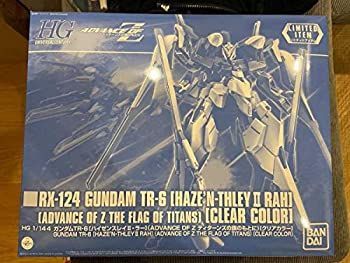 HG
UNIVERSAL CENTURY
ADVANCE OF Z
LIMITED
ITEM
RX-124 GUNDAM TR-6 [HAZE'N-THLEY II RAH]
(ADVANCE OF Z THE FLAG OF TITANS) [CLEAR COLOR]
HG 1/144 ガンダムTR-6[ハイゼンスレイII・ラー](ADVANCE OF Z ティターンズの旗のもとに)[クリアカラー]
GUNDAM TR-6 [HAZE'N-THLEY II RAH] (ADVANCE OF Z THE FLAG OF TITANS) [CLEAR COLOR]
BAN
DAI